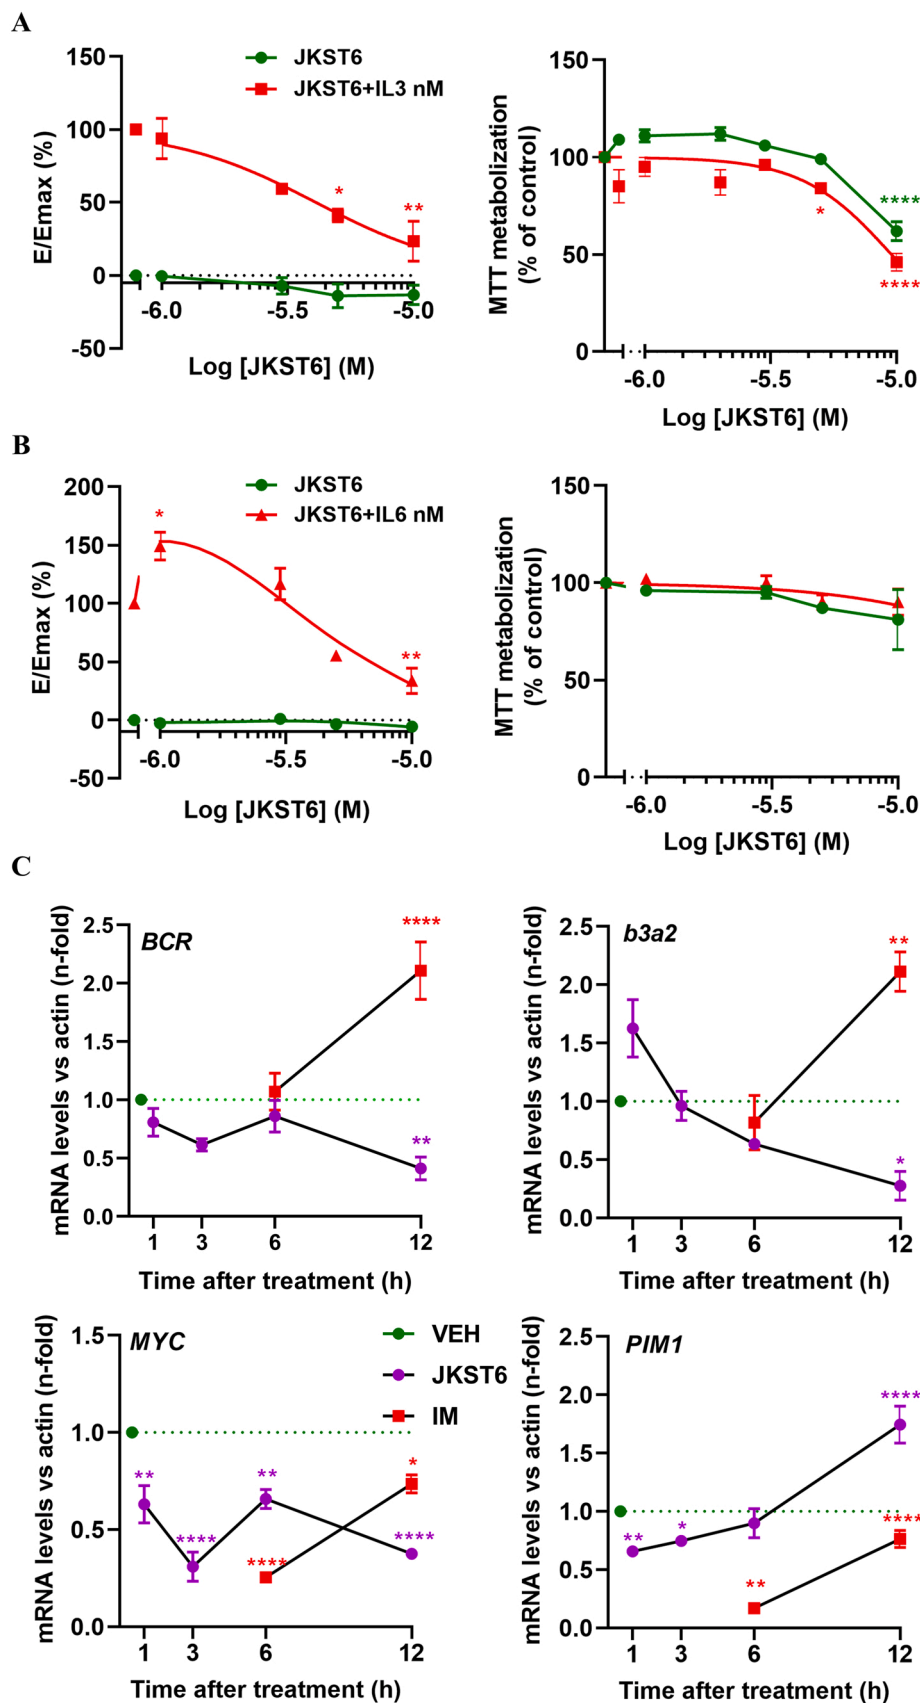 A
150
100
50
0
-50
E/Emax (%)
JKST6
JKST6+IL3 nM
*
**
-6.0 -5.5 -5.0
Log [JKST6] (M)
150
100
50
0
MTT metabolization
(% of control)
****
*
****
-6.0 -5.5 -5.0
Log [JKST6] (M)
B
200
150
100
50
0
-50
E/Emax (%)
JKST6
JKST6+IL6 nM
*
**
-6.0 -5.5 -5.0
Log [JKST6] (M)
150
100
50
0
MTT metabolization
(% of control)
-6.0 -5.5 -5.0
Log [JKST6] (M)
C
2.5
2.0
1.5
1.0
0.5
0.0
mRNA levels vs actin (n-fold)
BCR
****
**
1 3 6 12
Time after treatment (h)
2.5
2.0
1.5
1.0
0.5
0.0
mRNA levels vs actin (n-fold)
b3a2
**
*
1 3 6 12
Time after treatment (h)
1.5
1.0
0.5
0.0
mRNA levels vs actin (n-fold)
MYC
VEH
JKST6
IM
**
****
**
****
*
****
1 3 6 12
Time after treatment (h)
2.5
2.0
1.5
1.0
0.5
0.0
mRNA levels vs actin (n-fold)
PIM1
****
**
*
**
****
1 3 6 12
Time after treatment (h)